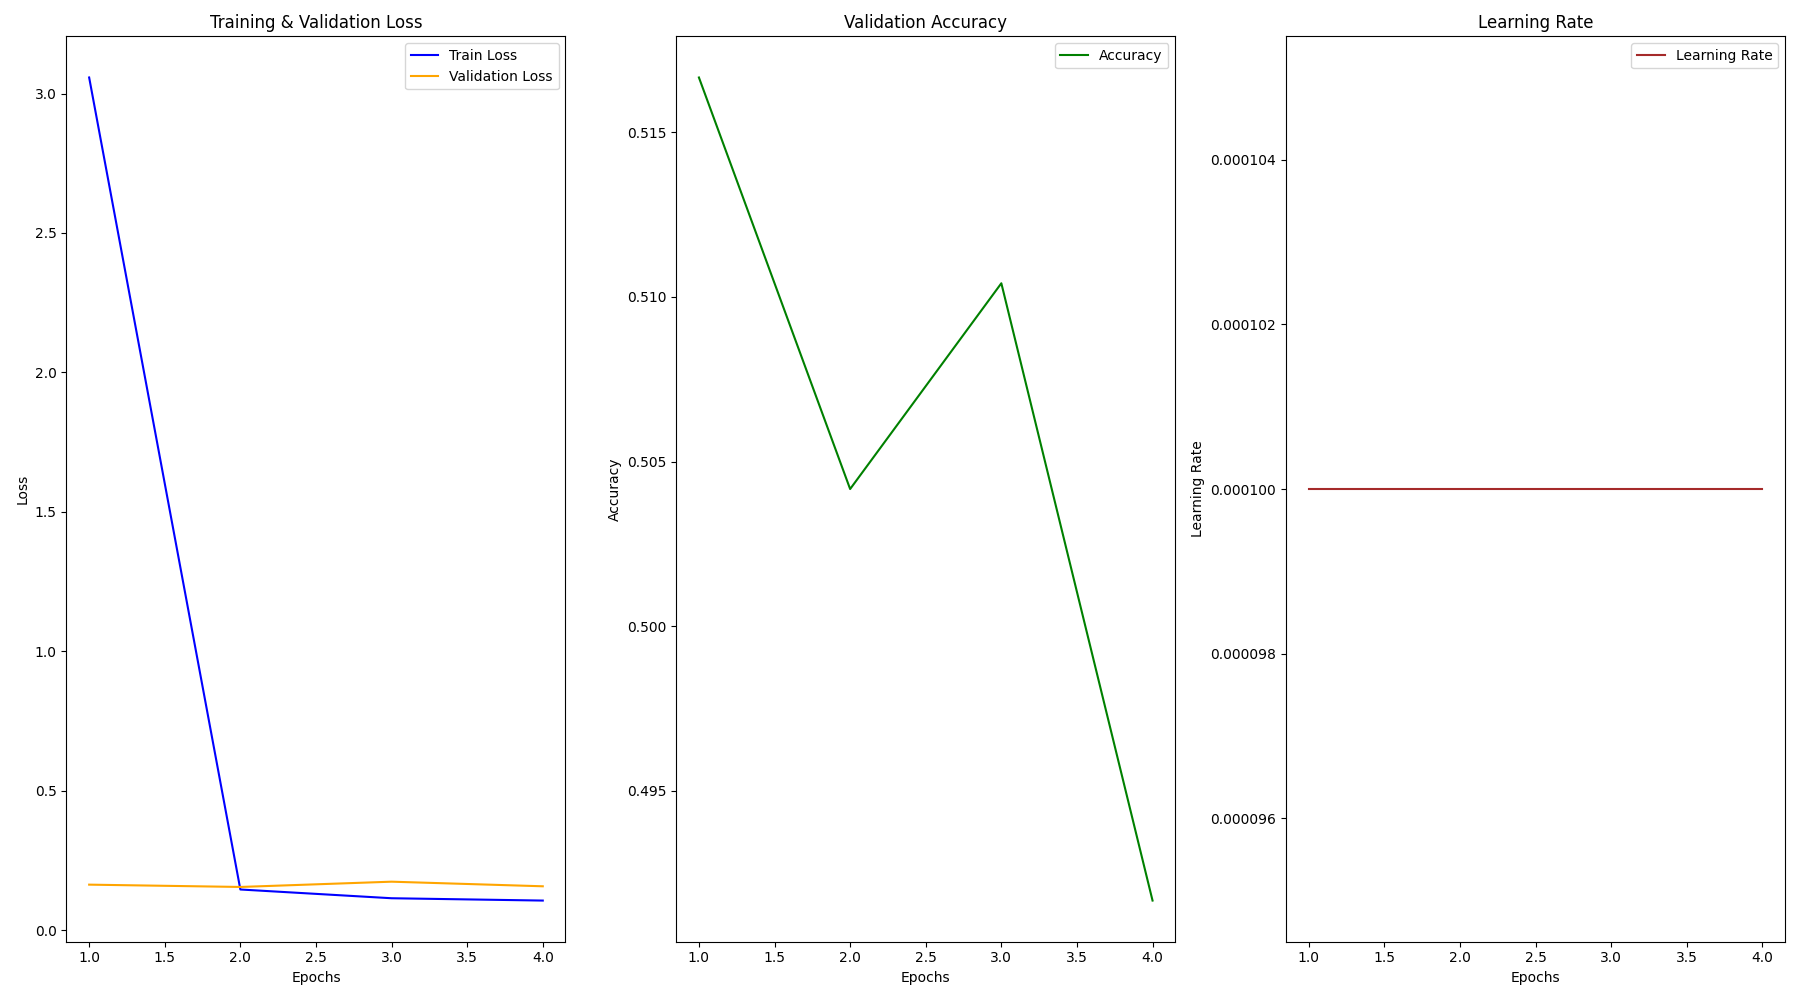 Training & Validation Loss
Train Loss
Validation Loss
3.0
2.5
2.0
1.5
1.0
0.5
0.0
Loss
1.0 1.5 2.0 2.5 3.0 3.5 4.0
Epochs
Validation Accuracy
Accuracy
0.515
0.510
0.505
0.500
0.495
Accuracy
1.0 1.5 2.0 2.5 3.0 3.5 4.0
Epochs
Learning Rate
Learning Rate
0.000104
0.000102
0.000100
0.000098
0.000096
Learning Rate
1.0 1.5 2.0 2.5 3.0 3.5 4.0
Epochs